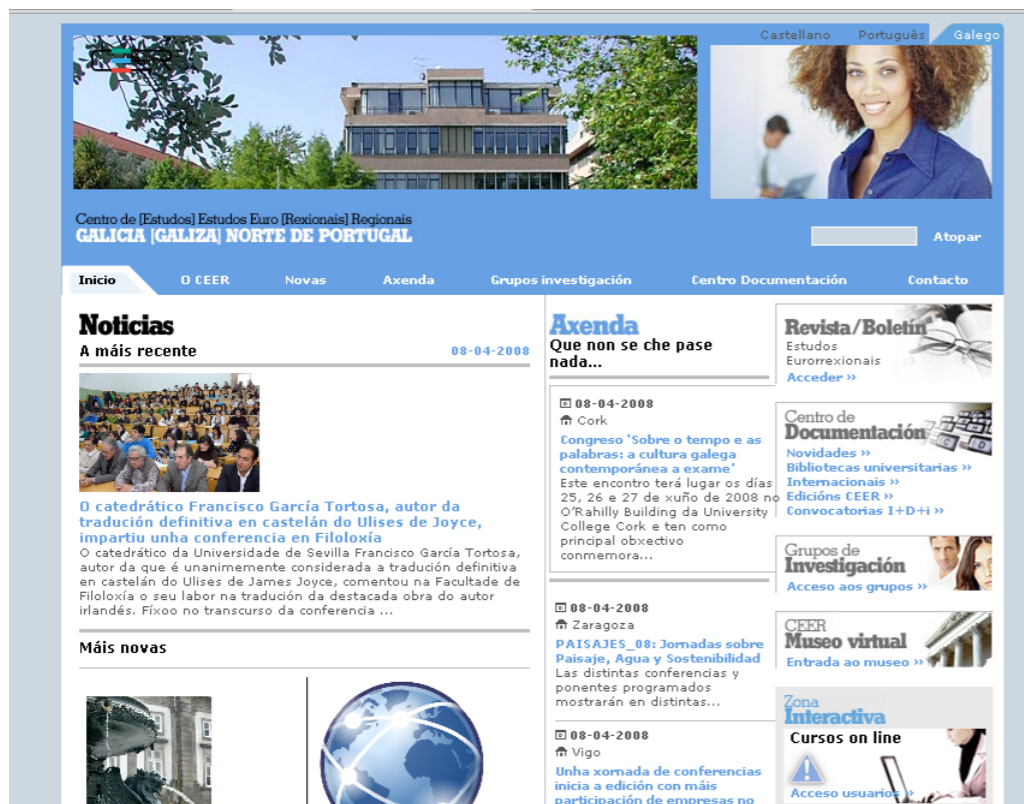 Castellano
Português
Galego
CEER
Centro de [Estudos] Estudos Euro [Rexionais] Regionais
GALICIA [GALIZA] NORTE DE PORTUGAL
Atopar
Inicio
O CEER
Novas
Axenda
Grupos investigación
Centro Documentación
Contacto
Noticias
A máis recente
08-04-2008
O catedrático Francisco García Tortosa, autor da
tradución definitiva en castelán do Ulises de Joyce,
impartiu unha conferencia en Filoloxía
O catedrático da Universidade de Sevilla Francisco García Tortosa,
autor da que é unanimemente considerada a tradución definitiva
en castelán do Ulises de James Joyce, comentou na Facultade de
Filoloxía o seu labor na tradución da destacada obra do autor
irlandés. Fíxoo no transcurso da conferencia ...
Máis novas
Axenda
Que non se che pase
nada...
08-04-2008
Cork
Congreso ‘Sobre o tempo e as
palabras: a cultura galega
contemporánea a exame’
Este encontro terá lugar os días
25, 26 e 27 de xuño de 2008 no
O’Rahilly Building da University
College Cork e ten como
principal obxectivo
conmemora...
08-04-2008
Zaragoza
PAISAJES_08: Jornadas sobre
Paisaje, Agua y Sostenibilidad
Las distintas conferencias y
ponentes programados
mostrarán en distintas...
08-04-2008
Vigo
Unha xornada de conferencias
inicia a edición con máis
participación de empresas no
Revista/Boletín
Estudos
Eurorrexionais
Acceder ››
Centro de
Documentación
Novidades ››
Bibliotecas universitarias ››
Internacionais ››
Edicións CEER ››
Convocatorias I+D+i ››
Grupos de
Investigación
Acceso aos grupos ››
CEER
Museo virtual
Entrada ao museo ››
Zona
Interactiva
Cursos on line
Acceso usuarios ››